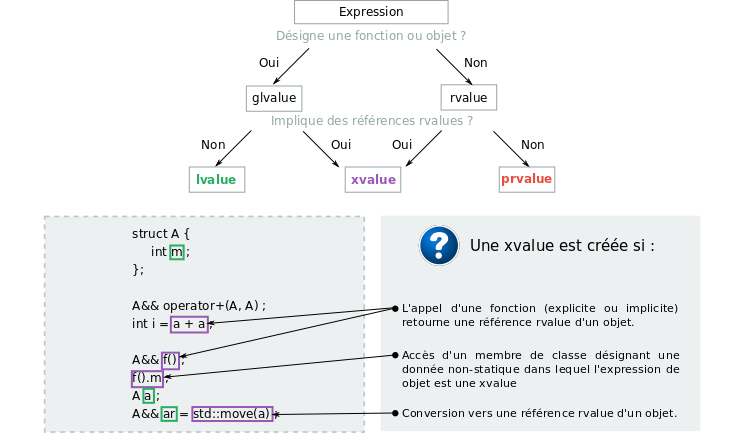 Expression
Désigne une fonction ou objet ?
Oui
Non
glvalue
rvalue
Implique des références rvalues ?
Non
Oui
Oui
Non
lvalue
xvalue
prvalue
struct A {
int m ;
};
A&& operator+(A, A) ;
int i = a + a ;
A&& f() ;
f().m ;
A a ;
A&& ar = std::move(a) ;
?
Une xvalue est créée si :
L'appel d'une fonction (explicite ou implicite)
retourne une référence rvalue d'un objet.
Accès d'un membre de classe désignant une
donnée non-statique dans lequel l'expression de
objet est une xvalue
Conversion vers une référence rvalue d'un objet.